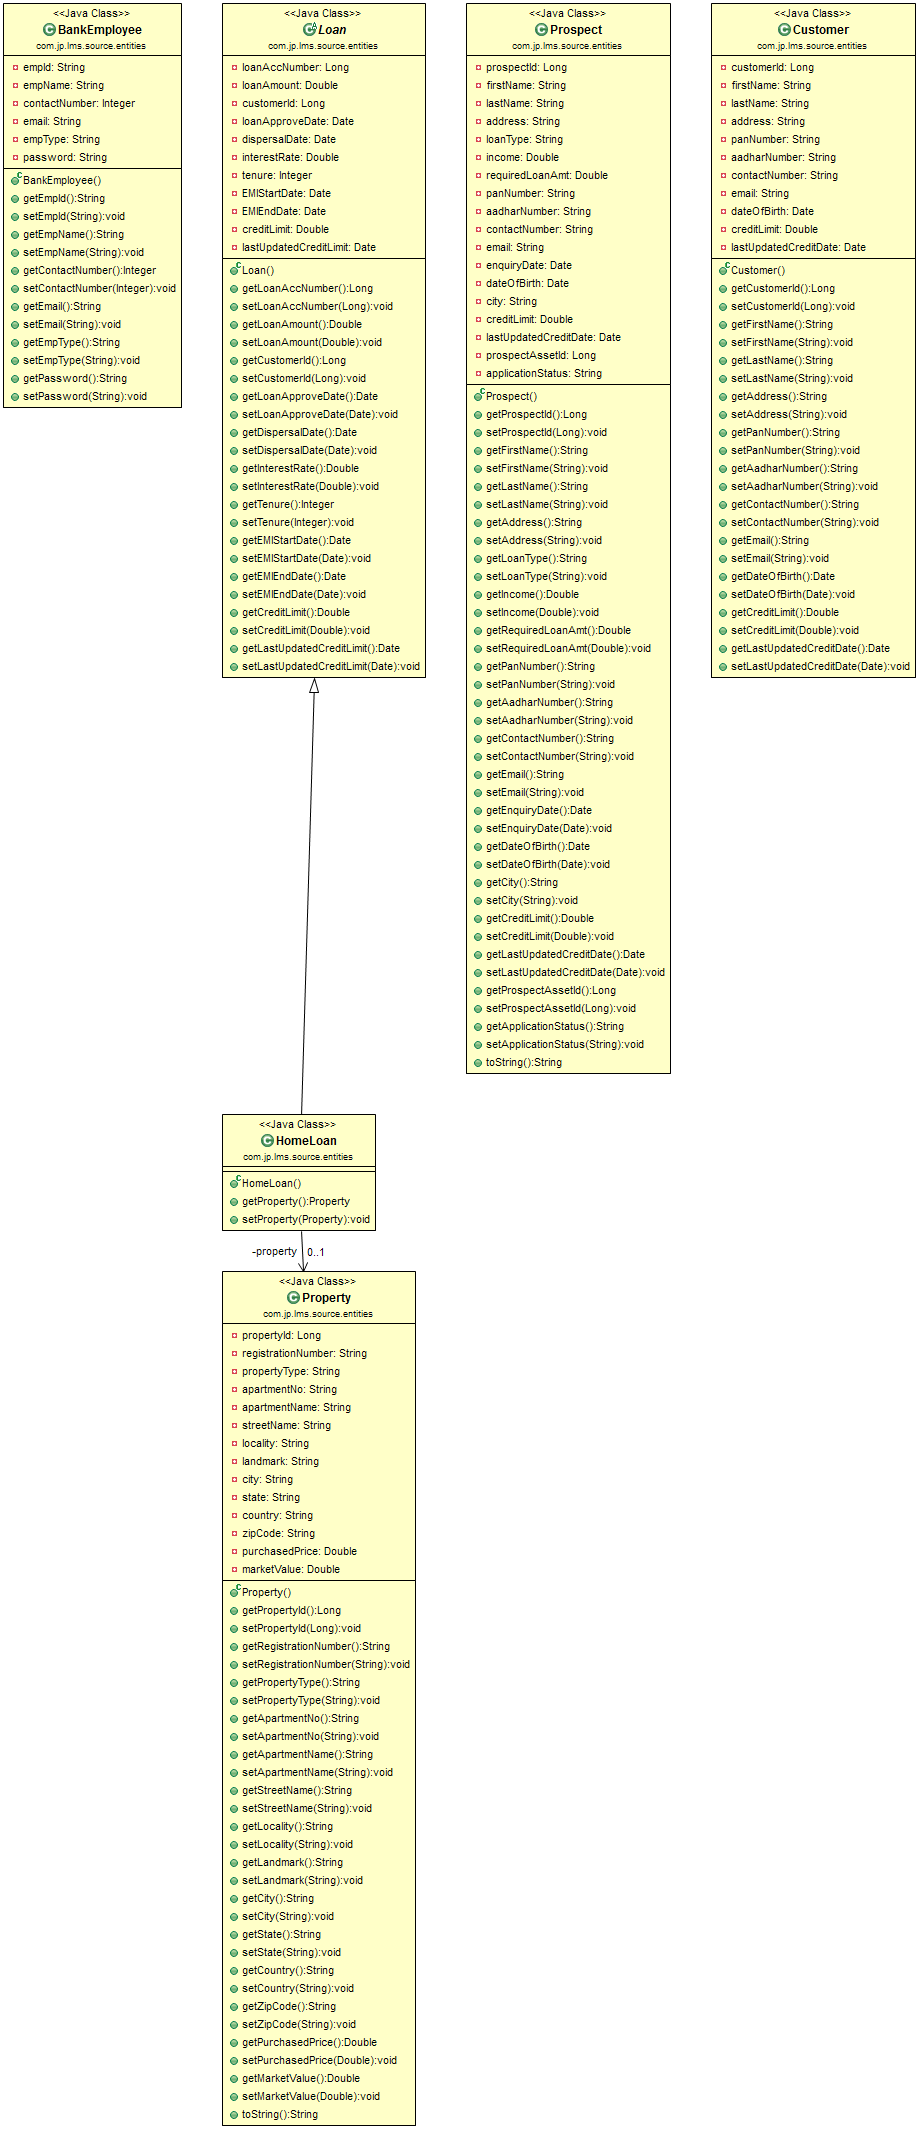 <<Java Class>>
BankEmployee
com.jp.lms.source.entities
empId: String
empName: String
contactNumber: Integer
email: String
empType: String
password: String
BankEmployee()
getEmpId():String
setEmpId(String):void
getEmpName():String
setEmpName(String):void
getContactNumber():Integer
setContactNumber(Integer):void
getEmail():String
setEmail(String):void
getEmpType():String
setEmpType(String):void
getPassword():String
setPassword(String):void
<<Java Class>>
Loan
com.jp.lms.source.entities
loanAccNumber: Long
loanAmount: Double
customerId: Long
loanApproveDate: Date
dispersalDate: Date
interestRate: Double
tenure: Integer
EMIStartDate: Date
EMIEndDate: Date
creditLimit: Double
lastUpdatedCreditLimit: Date
Loan()
getLoanAccNumber():Long
setLoanAccNumber(Long):void
getLoanAmount():Double
setLoanAmount(Double):void
getCustomerId():Long
setCustomerId(Long):void
getLoanApproveDate():Date
setLoanApproveDate(Date):void
getDispersalDate():Date
setDispersalDate(Date):void
getInterestRate():Double
setInterestRate(Double):void
getTenure():Integer
setTenure(Integer):void
getEMIStartDate():Date
setEMIStartDate(Date):void
getEMIEndDate():Date
setEMIEndDate(Date):void
getCreditLimit():Double
setCreditLimit(Double):void
getLastUpdatedCreditLimit():Date
setLastUpdatedCreditLimit(Date):void
<<Java Class>>
Prospect
com.jp.lms.source.entities
prospectId: Long
firstName: String
lastName: String
address: String
loanType: String
income: Double
requiredLoanAmt: Double
panNumber: String
aadharNumber: String
contactNumber: String
email: String
enquiryDate: Date
dateOfBirth: Date
city: String
creditLimit: Double
lastUpdatedCreditDate: Date
prospectAssetId: Long
applicationStatus: String
Prospect()
getProspectId():Long
setProspectId(Long):void
getFirstName():String
setFirstName(String):void
getLastName():String
setLastName(String):void
getAddress():String
setAddress(String):void
getLoanType():String
setLoanType(String):void
getIncome():Double
setIncome(Double):void
getRequiredLoanAmt():Double
setRequiredLoanAmt(Double):void
getPanNumber():String
setPanNumber(String):void
getAadharNumber():String
setAadharNumber(String):void
getContactNumber():String
setContactNumber(String):void
getEmail():String
setEmail(String):void
getEnquiryDate():Date
setEnquiryDate(Date):void
getDateOfBirth():Date
setDateOfBirth(Date):void
getCity():String
setCity(String):void
getCreditLimit():Double
setCreditLimit(Double):void
getLastUpdatedCreditDate():Date
setLastUpdatedCreditDate(Date):void
getProspectAssetId():Long
setProspectAssetId(Long):void
getApplicationStatus():String
setApplicationStatus(String):void
toString():String
<<Java Class>>
Customer
com.jp.lms.source.entities
customerId: Long
firstName: String
lastName: String
address: String
panNumber: String
aadharNumber: String
contactNumber: String
email: String
dateOfBirth: Date
creditLimit: Double
lastUpdatedCreditDate: Date
Customer()
getCustomerId():Long
setCustomerId(Long):void
getFirstName():String
setFirstName(String):void
getLastName():String
setLastName(String):void
getAddress():String
setAddress(String):void
getPanNumber():String
setPanNumber(String):void
getAadharNumber():String
setAadharNumber(String):void
getContactNumber():String
setContactNumber(String):void
getEmail():String
setEmail(String):void
getDateOfBirth():Date
setDateOfBirth(Date):void
getCreditLimit():Double
setCreditLimit(Double):void
getLastUpdatedCreditDate():Date
setLastUpdatedCreditDate(Date):void
<<Java Class>>
HomeLoan
com.jp.lms.source.entities
HomeLoan()
getProperty():Property
setProperty(Property):void
-property 0..1
<<Java Class>>
Property
com.jp.lms.source.entities
propertyId: Long
registrationNumber: String
propertyType: String
apartmentNo: String
apartmentName: String
streetName: String
locality: String
landmark: String
city: String
state: String
country: String
zipCode: String
purchasedPrice: Double
marketValue: Double
Property()
getPropertyId():Long
setPropertyId(Long):void
getRegistrationNumber():String
setRegistrationNumber(String):void
getPropertyType():String
setPropertyType(String):void
getApartmentNo():String
setApartmentNo(String):void
getApartmentName():String
setApartmentName(String):void
getStreetName():String
setStreetName(String):void
getLocality():String
setLocality(String):void
getLandmark():String
setLandmark(String):void
getCity():String
setCity(String):void
getState():String
setState(String):void
getCountry():String
setCountry(String):void
getZipCode():String
setZipCode(String):void
getPurchasedPrice():Double
setPurchasedPrice(Double):void
getMarketValue():Double
setMarketValue(Double):void
toString():String